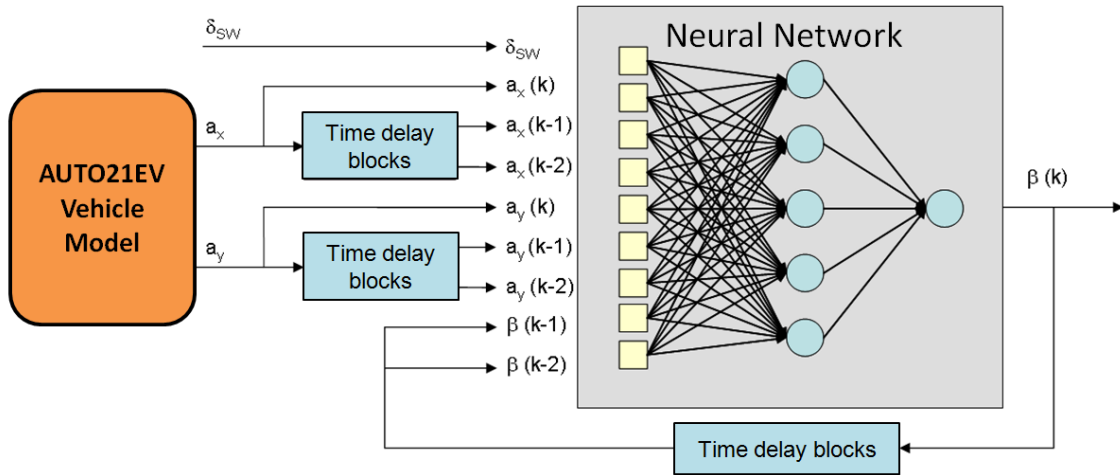 Neural Network
δSW
δSW
ax (k)
ax
Time delay
blocks
ax (k-1)
ax (k-2)
AUTO21EV
Vehicle
Model
ay (k)
ay
Time delay
blocks
ay (k-1)
ay (k-2)
β (k-1)
β (k-2)
β (k)
Time delay blocks